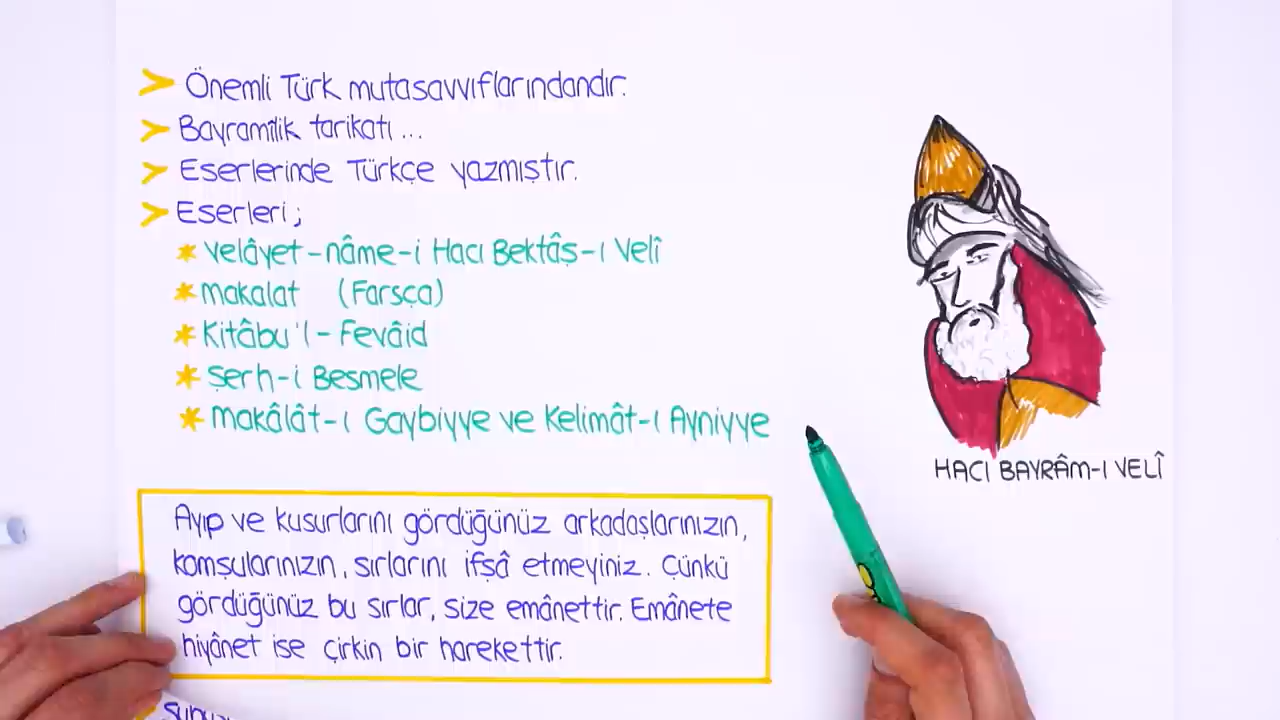 Önemli Türk mutasavvıflarındandır.
Bayramîlik tarikatı...
Eserlerinde Türkçe yazmıştır.
Eserleri;
Velâyet-nâme-i Hacı Bektâş-ı Velî
Makalat (Farsça)
Kitâbu'l-Fevâid
Şerh-i Besmele
Makâlât-ı Gaybiyye ve Kelimât-ı Ayniyye
HACI BAYRÂM-I VELÎ
Ayıp ve kusurlarını gördüğünüz arkadaşlarınızın,
komşularınızın, sırlarını ifşâ etmeyiniz. Çünkü
gördüğünüz bu sırlar, size emânettir. Emânete
hiyânet ise çirkin bir harekettir.